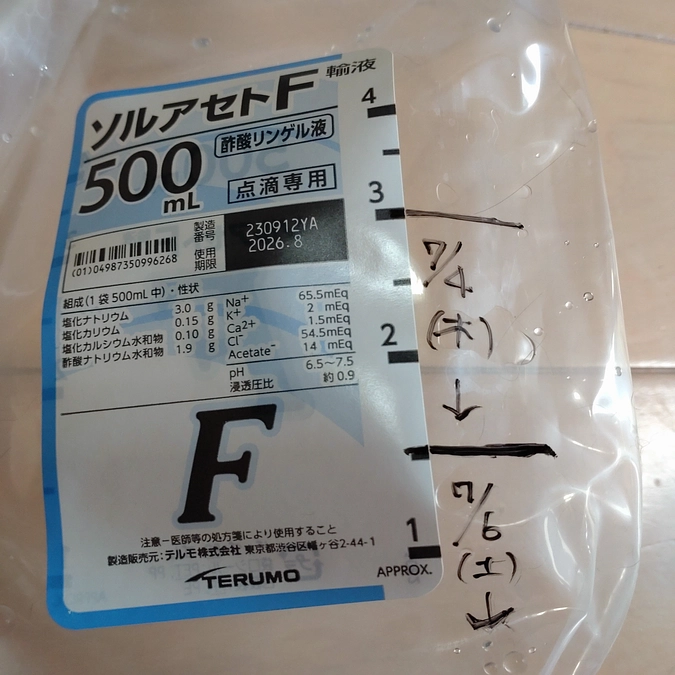 ソルアセトF 輸液
500mL
酢酸リンゲル液
点滴専用
(01)04987350996268
製造番号 230912YA
使用期限 2026.8
組成(1袋500mL中)・性状
塩化ナトリウム 3.0 g
塩化カリウム 0.15 g
塩化カルシウム水和物 0.10 g
酢酸ナトリウム水和物 1.9 g
Na+ 65.5mEq
K+ 2 mEq
Ca2+ 1.5mEq
Cl- 54.5mEq
Acetate- 14 mEq
pH 6.5～7.5
浸透圧比 約0.9
F
注意－医師等の処方箋により使用すること
製造販売元:テルモ株式会社 東京都渋谷区幡ヶ谷2-44-1
TERUMO
4
3
2
1
APPROX.
7/4
(木)
↓
7/6
(土)
↑